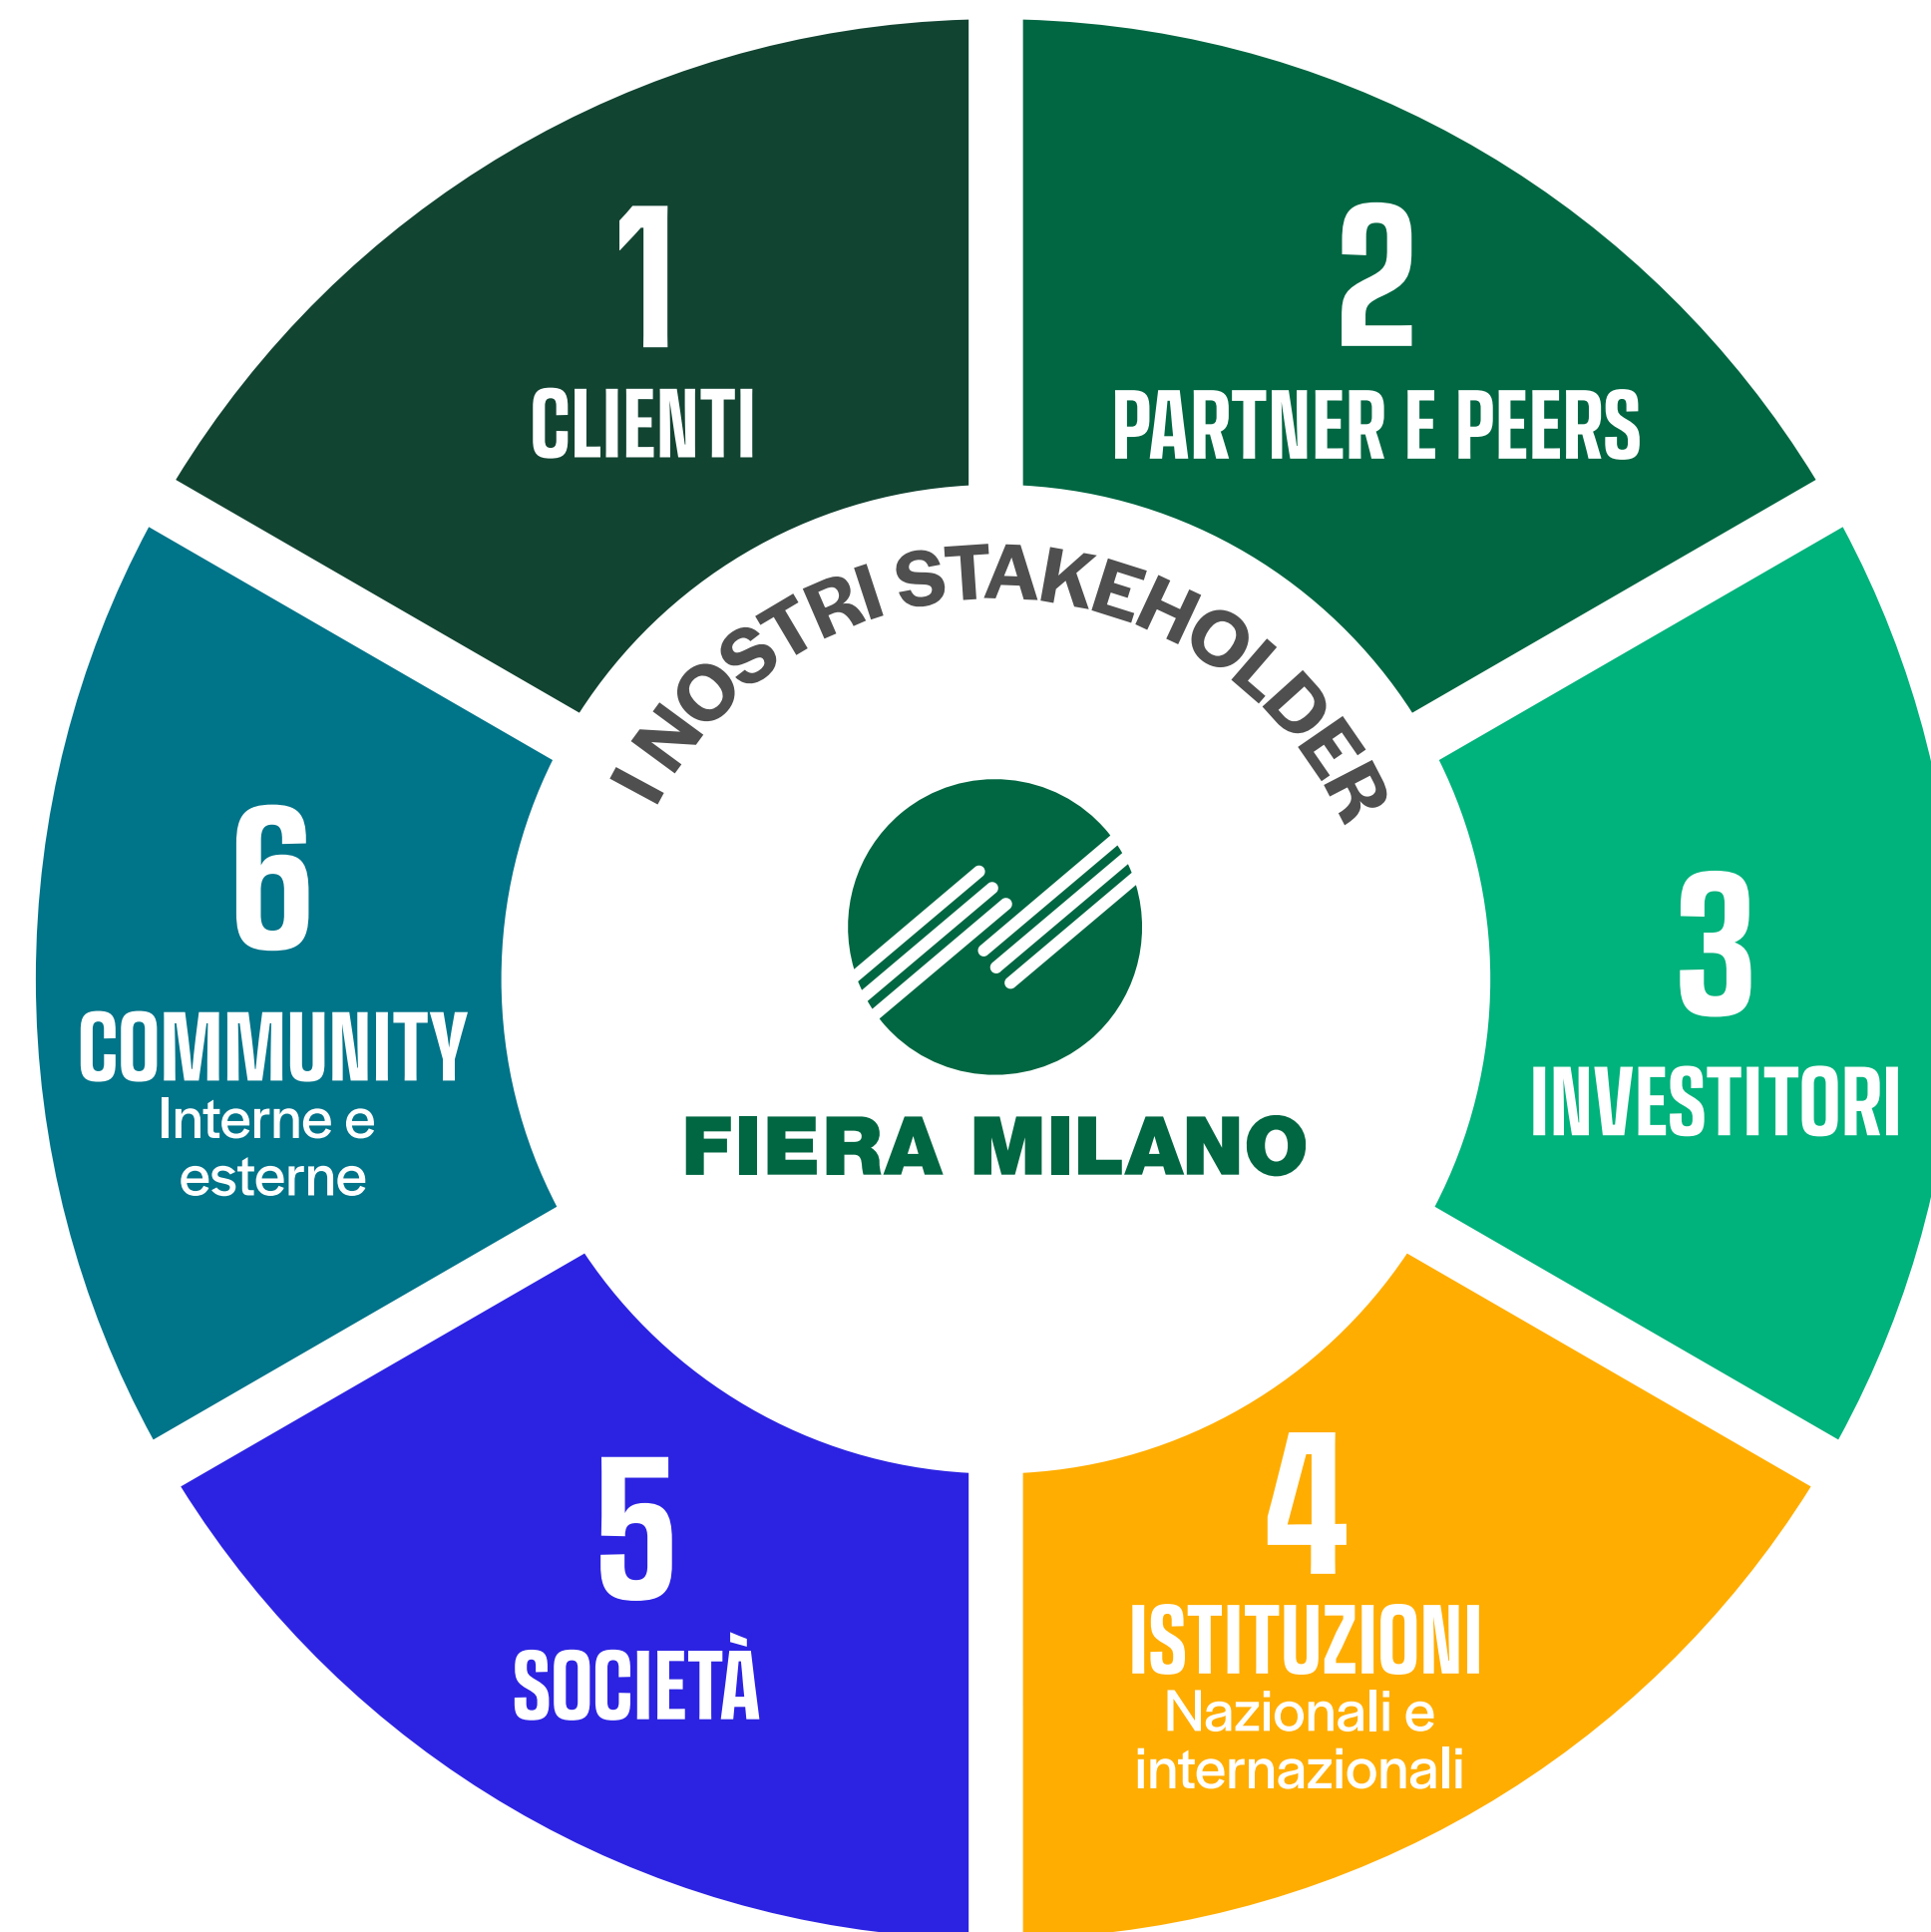 1
CLIENTI
2
PARTNER E PEERS
I NOSTRI STAKEHOLDER
6
COMMUNITY
Interne e
esterne
3
INVESTITORI
FIERA MILANO
5
SOCIETÀ
4
ISTITUZIONI
Nazionali e
internazionali